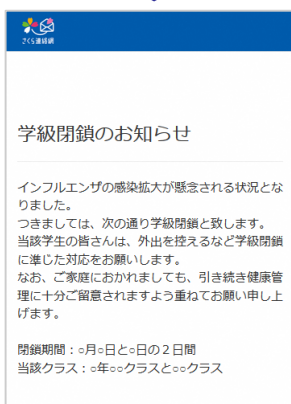 さくら連絡網
学級閉鎖のお知らせ
インフルエンザの感染拡大が懸念される状況とな
りました。
つきましては、次の通り学級閉鎖と致します。
当該学生の皆さんは、外出を控えるなど学級閉鎖
に準じた対応をお願いします。
なお、ご家庭におかれましても、引き続き健康管
理に十分ご留意されますよう重ねてお願い申し上
げます。
閉鎖期間：○月○日と○日の２日間
当該クラス：○年○○クラスと○○クラス